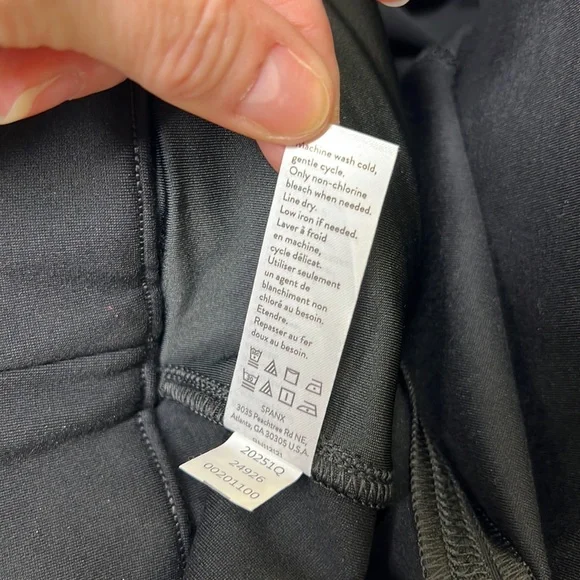 Machine wash cold,
gentle cycle.
Only non-chlorine
bleach when needed.
Line dry.
Low iron if needed.
Laver à froid
en machine,
cycle délicat.
Utiliser seulement
un agent de
blanchiment non
chloré au besoin.
Etendre.
Repasser au fer
doux au besoin.
SPANX
3035 Peachtree Rd NE,
Atlanta, GA 30305 U.S.A.
20251Q
24926
00201100